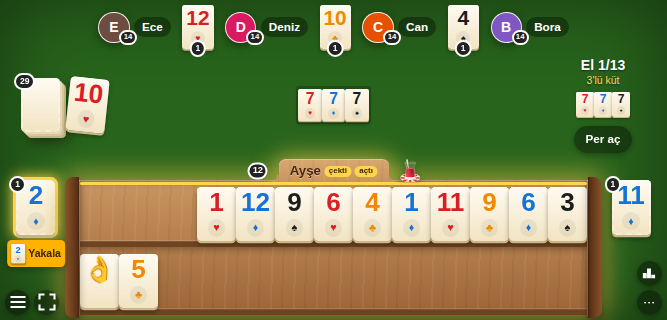 E 14 Ece
12 1
D 14 Deniz
10 1
C 14 Can
4 1
B 14 Bora
El 1/13
3'lü küt
7 7 7
Per aç
29 10
7 7 7
12 Ayşe çekti açtı
1 2
2 Yakala
1 12 9 6 4 1 11 9 6 3
1 11
5